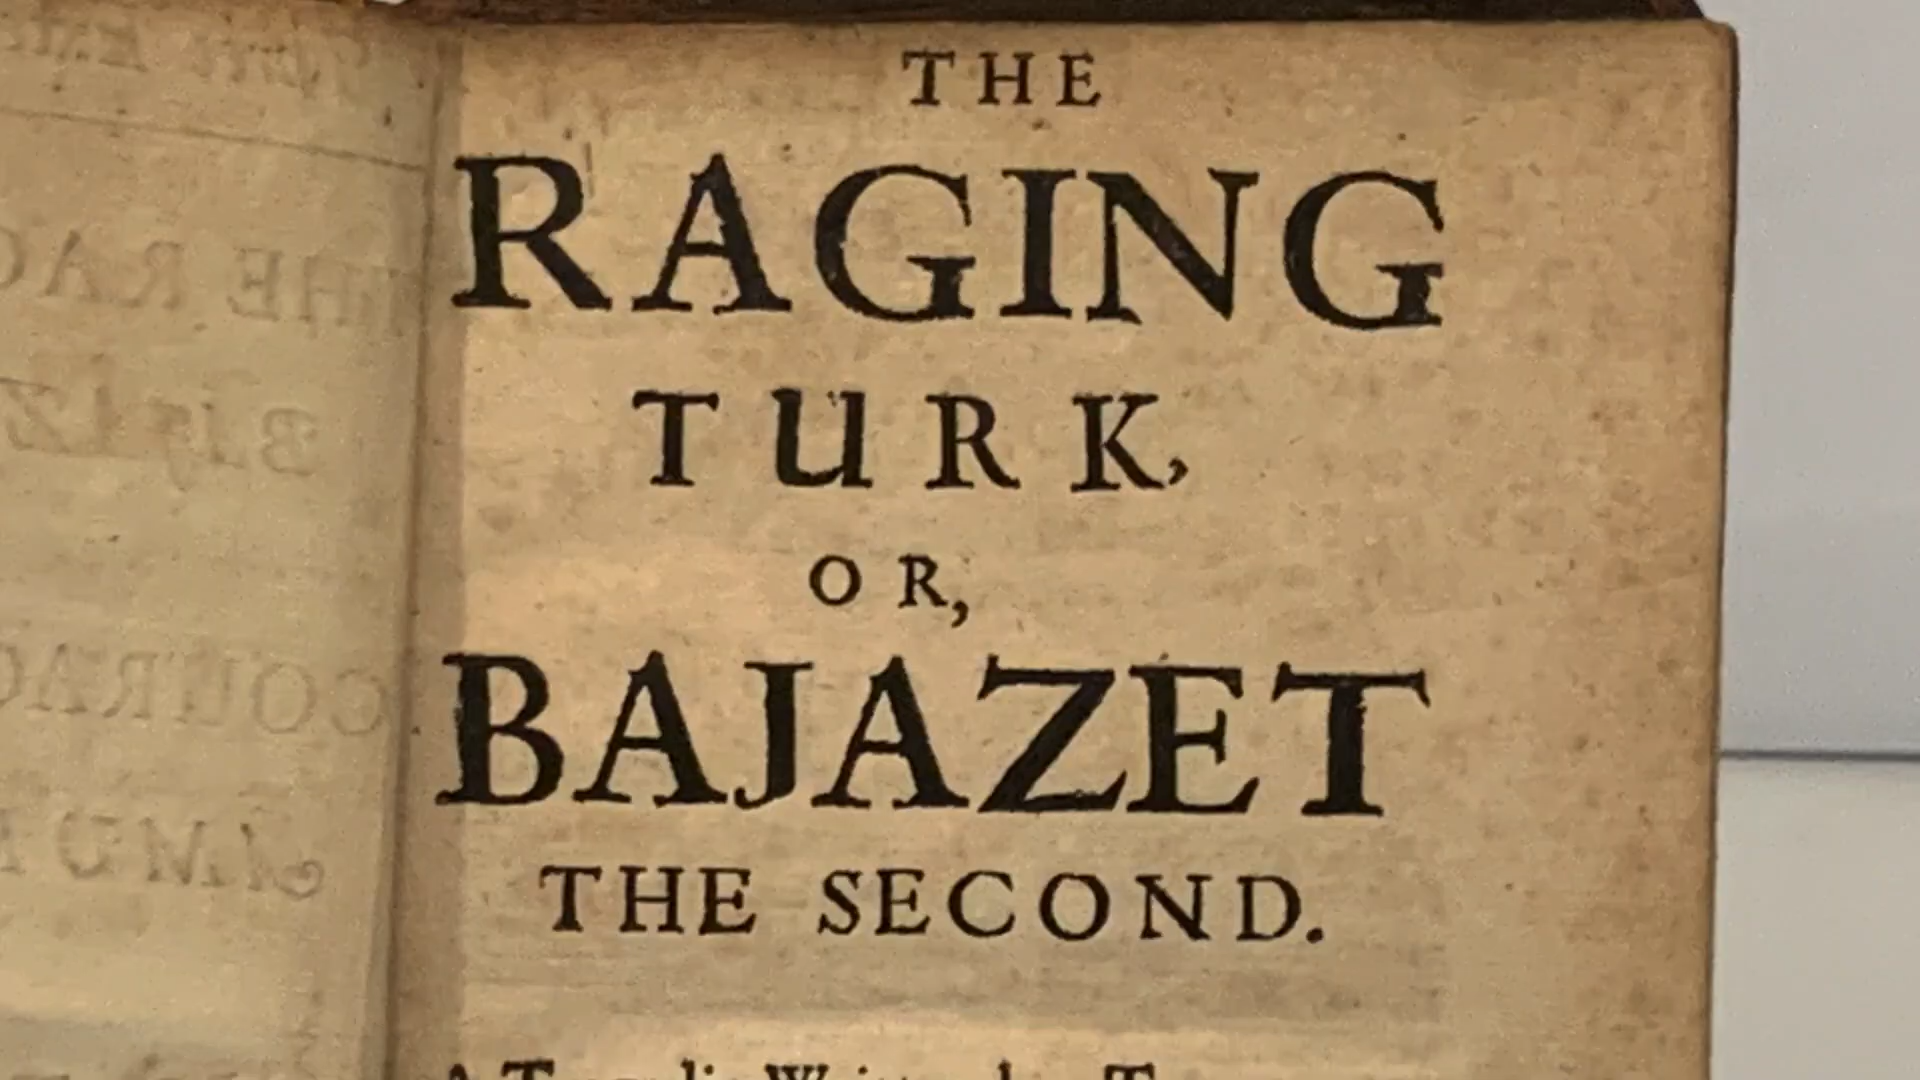 THE
RAGING
TURK,
OR,
BAJAZET
THE SECOND.